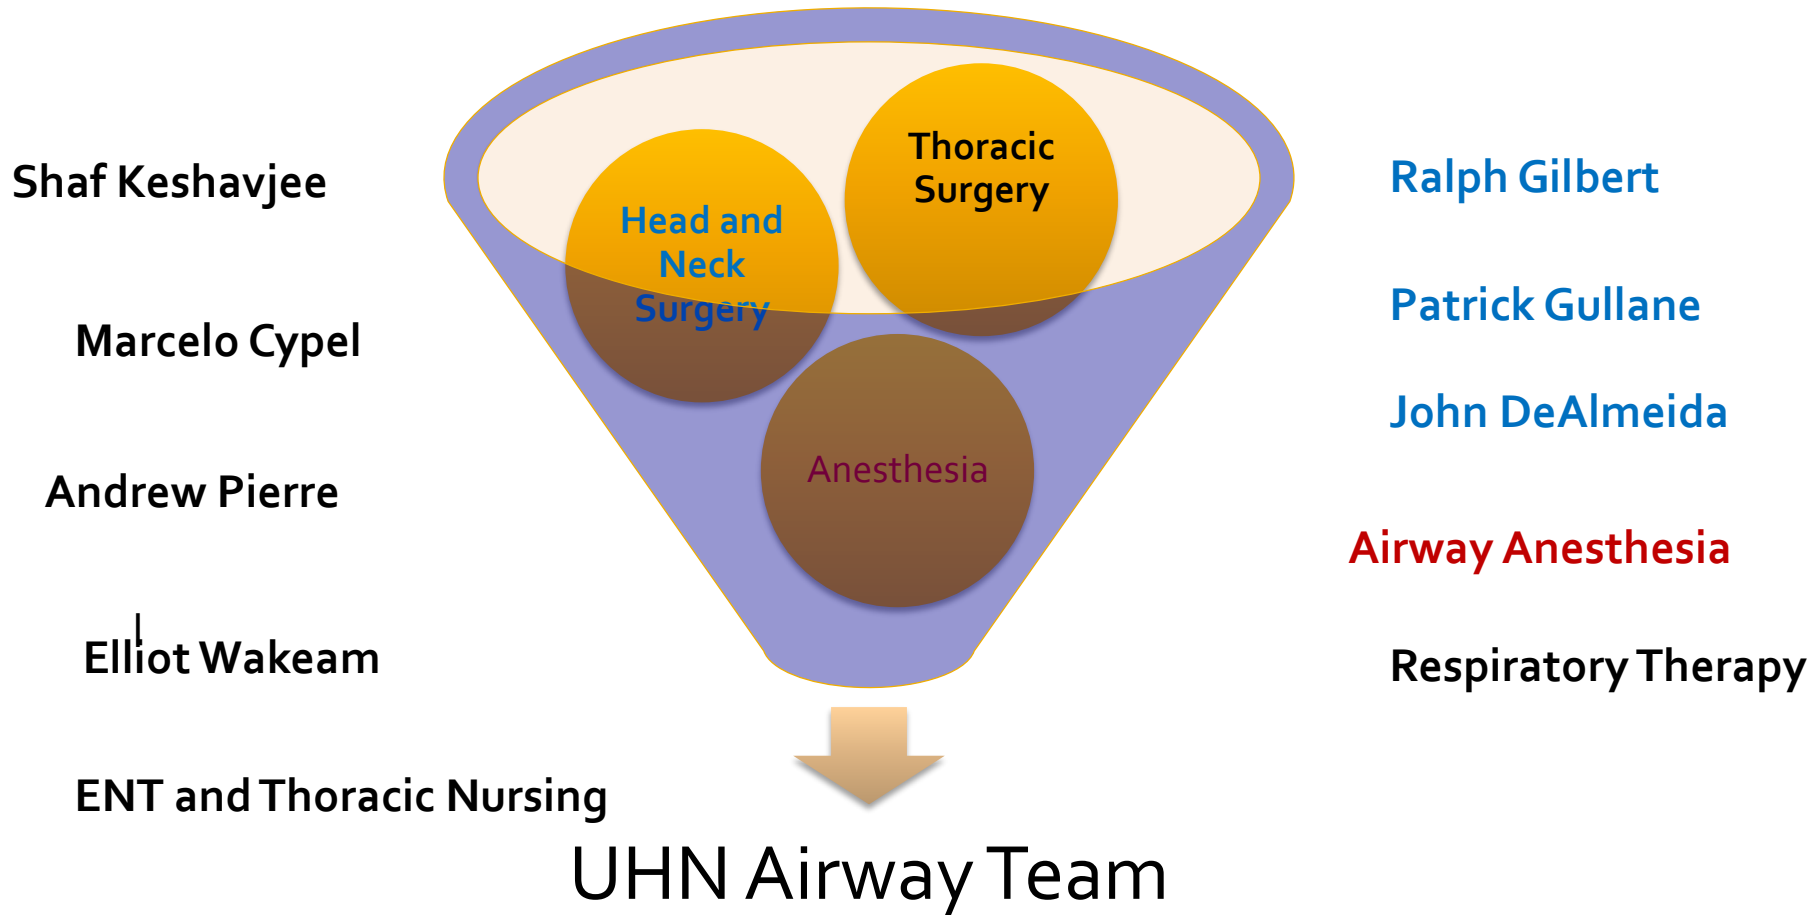 Shaf Keshavjee
Marcelo Cypel
Andrew Pierre
l
Elliot Wakeam
ENT and Thoracic Nursing
Head and
Neck
Surgery
Thoracic
Surgery
Anesthesia
Ralph Gilbert
Patrick Gullane
John DeAlmeida
Airway Anesthesia
Respiratory Therapy
UHN Airway Team